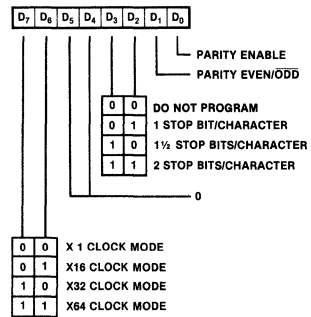 D7 D6 D5 D4 D3 D2 D1 D0
PARITY ENABLE
PARITY EVEN/ODD
0 0 DO NOT PROGRAM
0 1 1 STOP BIT/CHARACTER
1 0 1½ STOP BITS/CHARACTER
1 1 2 STOP BITS/CHARACTER
0
0 0 X 1 CLOCK MODE
0 1 X16 CLOCK MODE
1 0 X32 CLOCK MODE
1 1 X64 CLOCK MODE